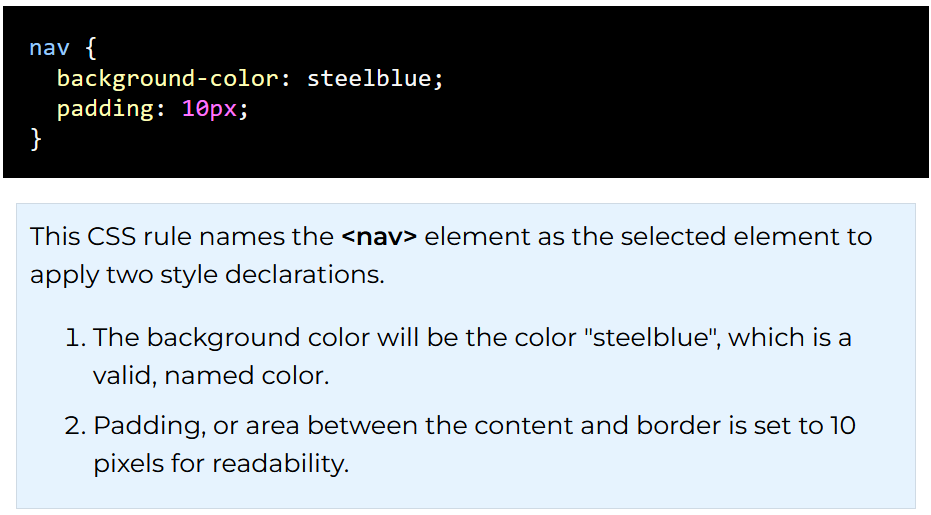 nav {
  background-color: steelblue;
  padding: 10px;
}
This CSS rule names the <nav> element as the selected element to
apply two style declarations.
1. The background color will be the color "steelblue", which is a
valid, named color.
2. Padding, or area between the content and border is set to 10
pixels for readability.